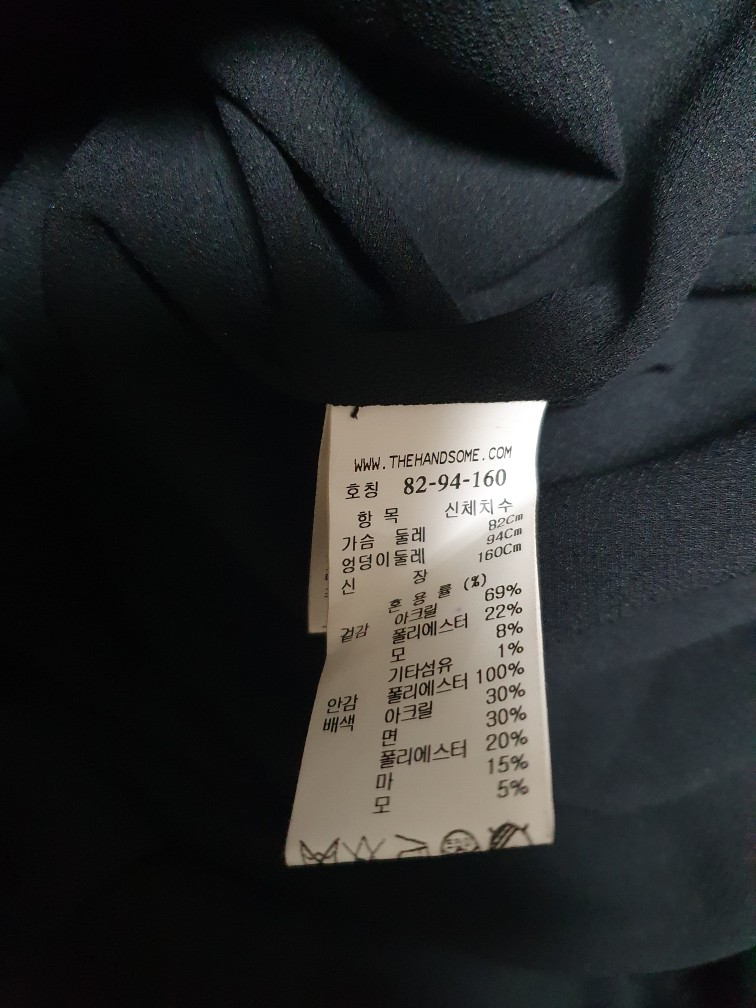 WWW.THEHANDSOME.COM
호칭 82-94-160
항 목 신체치수
가슴 둘레 82Cm
엉덩이둘레 94Cm
신 장 160Cm
혼 용 률 (%)
겉감 아크릴 69%
폴리에스터 22%
모 8%
기타섬유 1%
안감 폴리에스터 100%
배색 아크릴 30%
면 30%
폴리에스터 20%
마 15%
모 5%